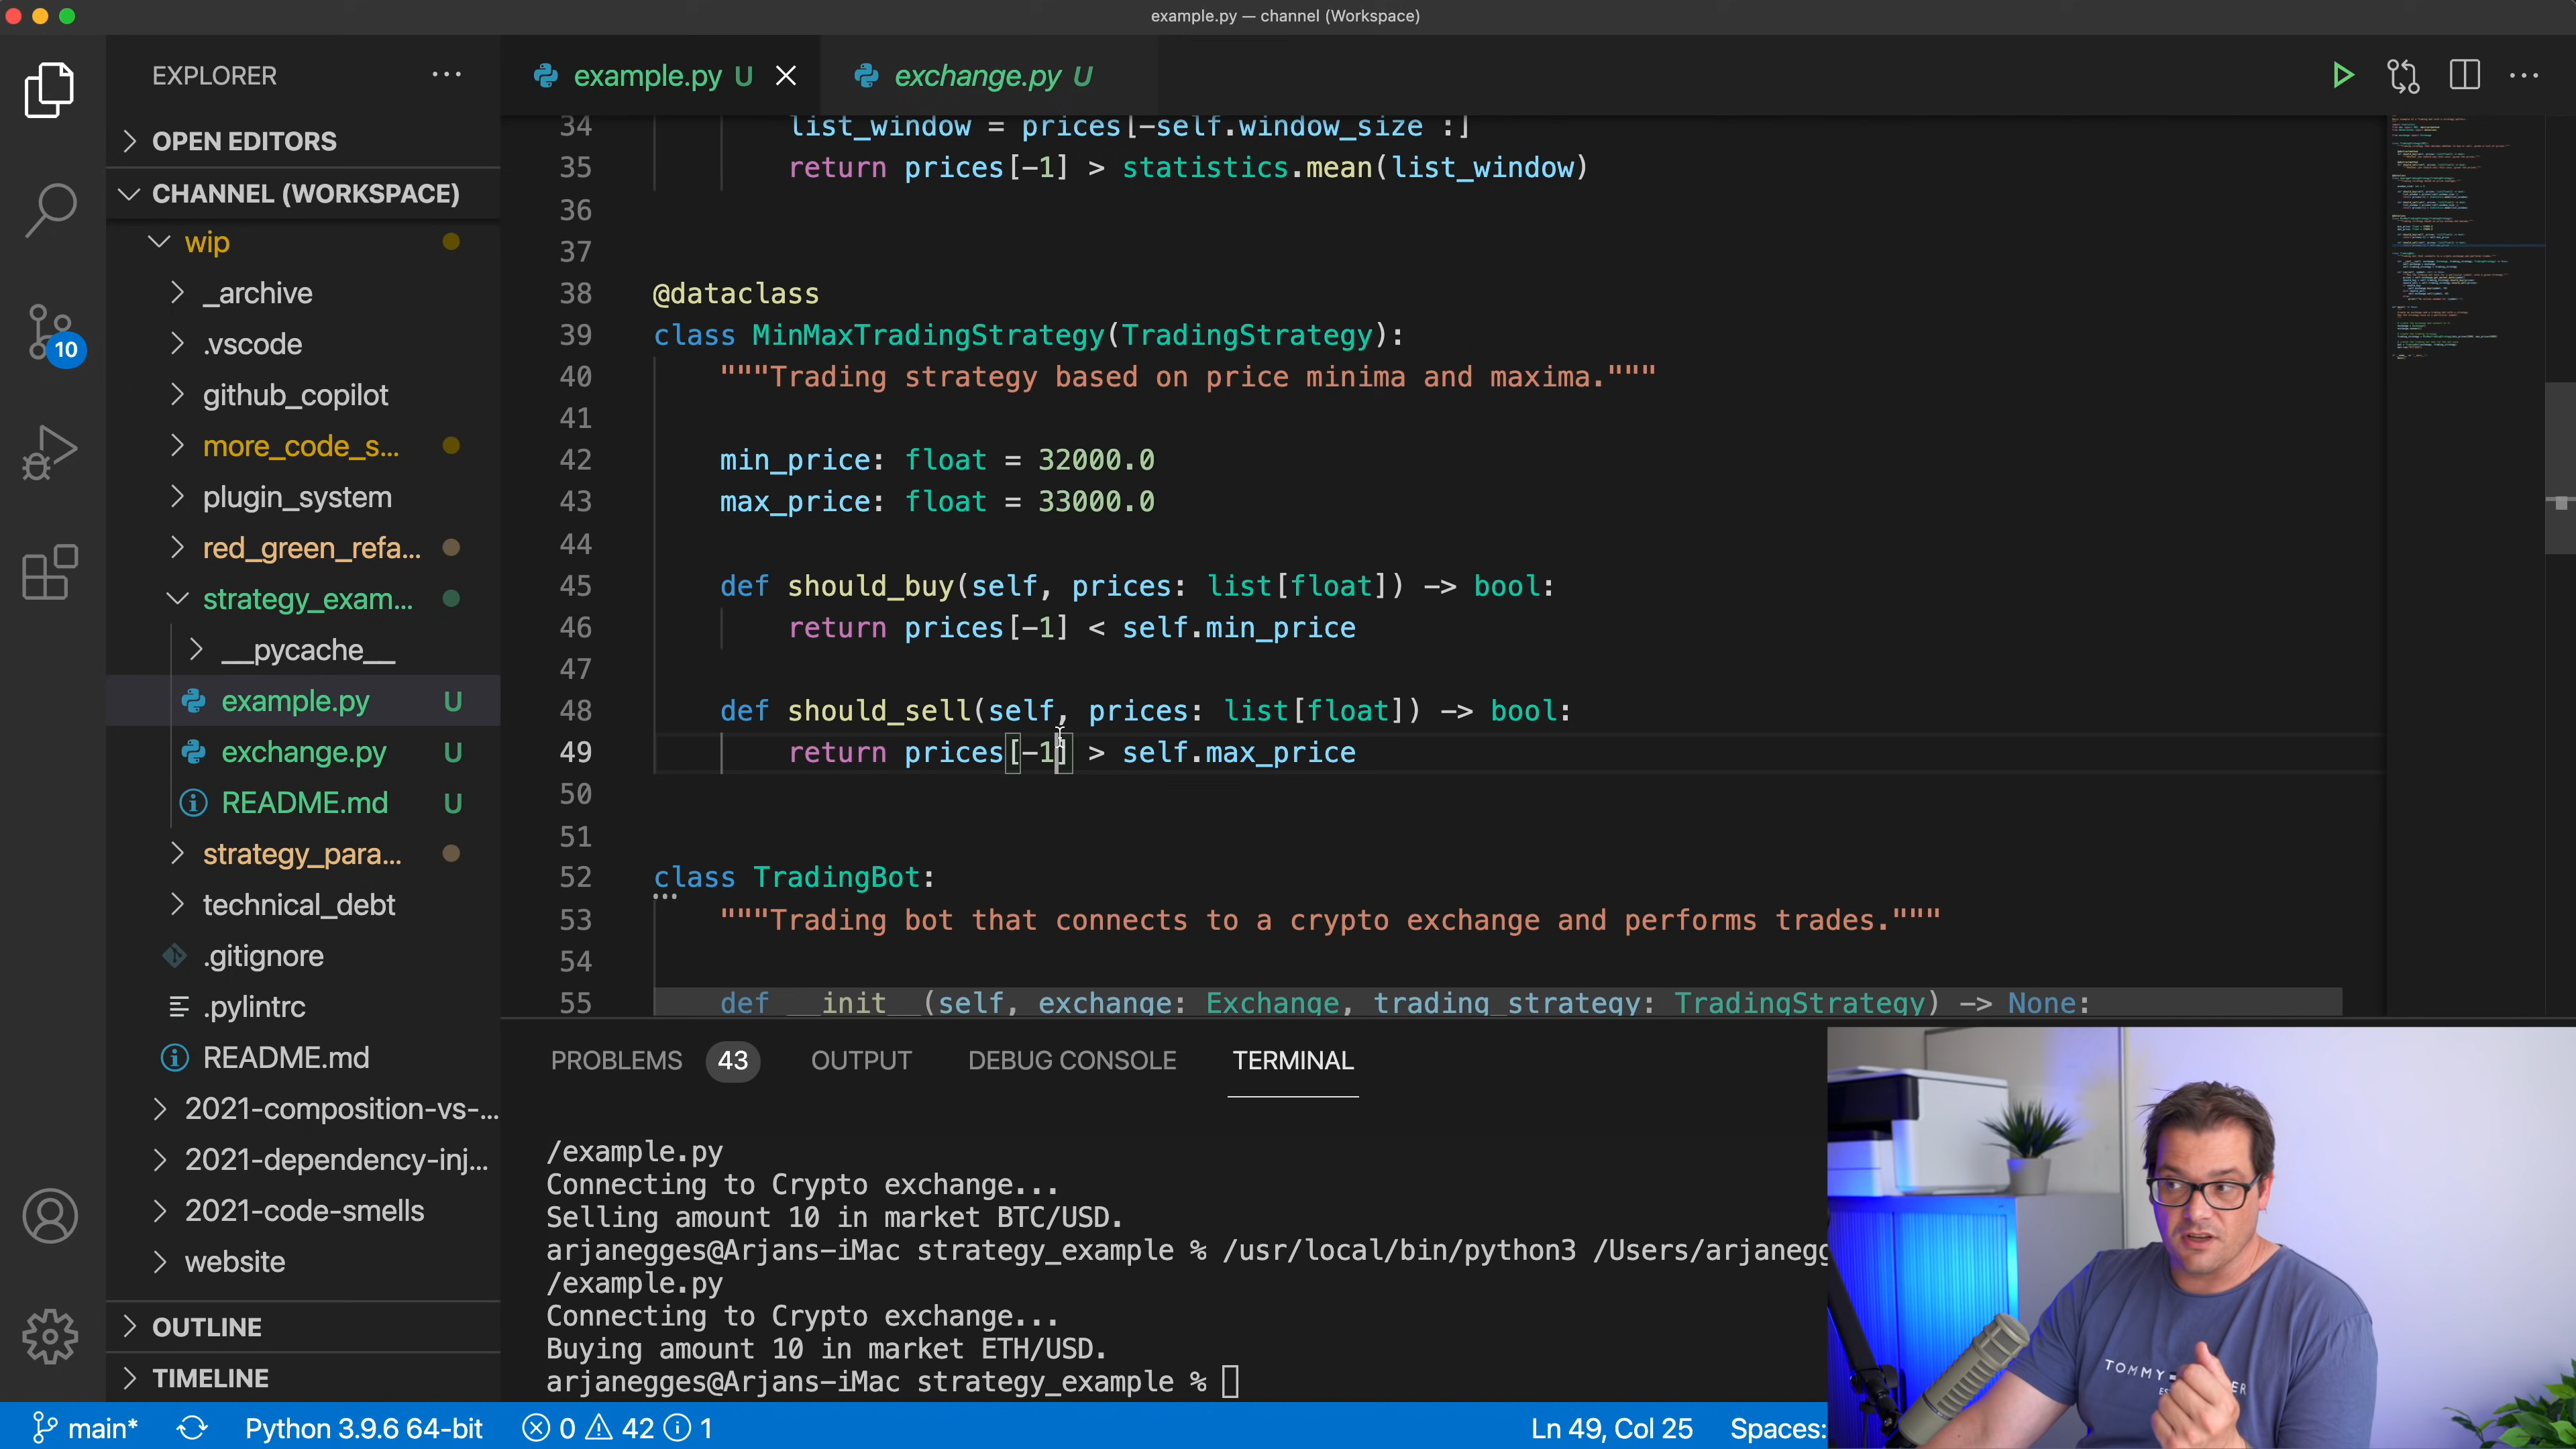 example.py — channel (Workspace)
EXPLORER
OPEN EDITORS
CHANNEL (WORKSPACE)
wip
_archive
.vscode
github_copilot
more_code_s...
plugin_system
red_green_refa...
strategy_exam...
__pycache__
example.py U
exchange.py U
README.md U
strategy_para...
technical_debt
.gitignore
.pylintrc
README.md
2021-composition-vs-...
2021-dependency-inj...
2021-code-smells
website
OUTLINE
TIMELINE
10
example.py U
exchange.py U
34 list_window = prices[-self.window_size :]
35 return prices[-1] > statistics.mean(list_window)
36
37
38 @dataclass
39 class MinMaxTradingStrategy(TradingStrategy):
40 """Trading strategy based on price minima and maxima."""
41
42 min_price: float = 32000.0
43 max_price: float = 33000.0
44
45 def should_buy(self, prices: list[float]) -> bool:
46 return prices[-1] < self.min_price
47
48 def should_sell(self, prices: list[float]) -> bool:
49 return prices[-1] > self.max_price
50
51
52 class TradingBot:
53 """Trading bot that connects to a crypto exchange and performs trades."""
54
55 def __init__(self, exchange: Exchange, trading_strategy: TradingStrategy) -> None:
PROBLEMS 43 OUTPUT DEBUG CONSOLE TERMINAL
/example.py
Connecting to Crypto exchange...
Selling amount 10 in market BTC/USD.
arjanegges@Arjans-iMac strategy_example % /usr/local/bin/python3 /Users/arjanegg
/example.py
Connecting to Crypto exchange...
Buying amount 10 in market ETH/USD.
arjanegges@Arjans-iMac strategy_example %
TOMMY
main* Python 3.9.6 64-bit 0 42 1 Ln 49, Col 25 Spaces: